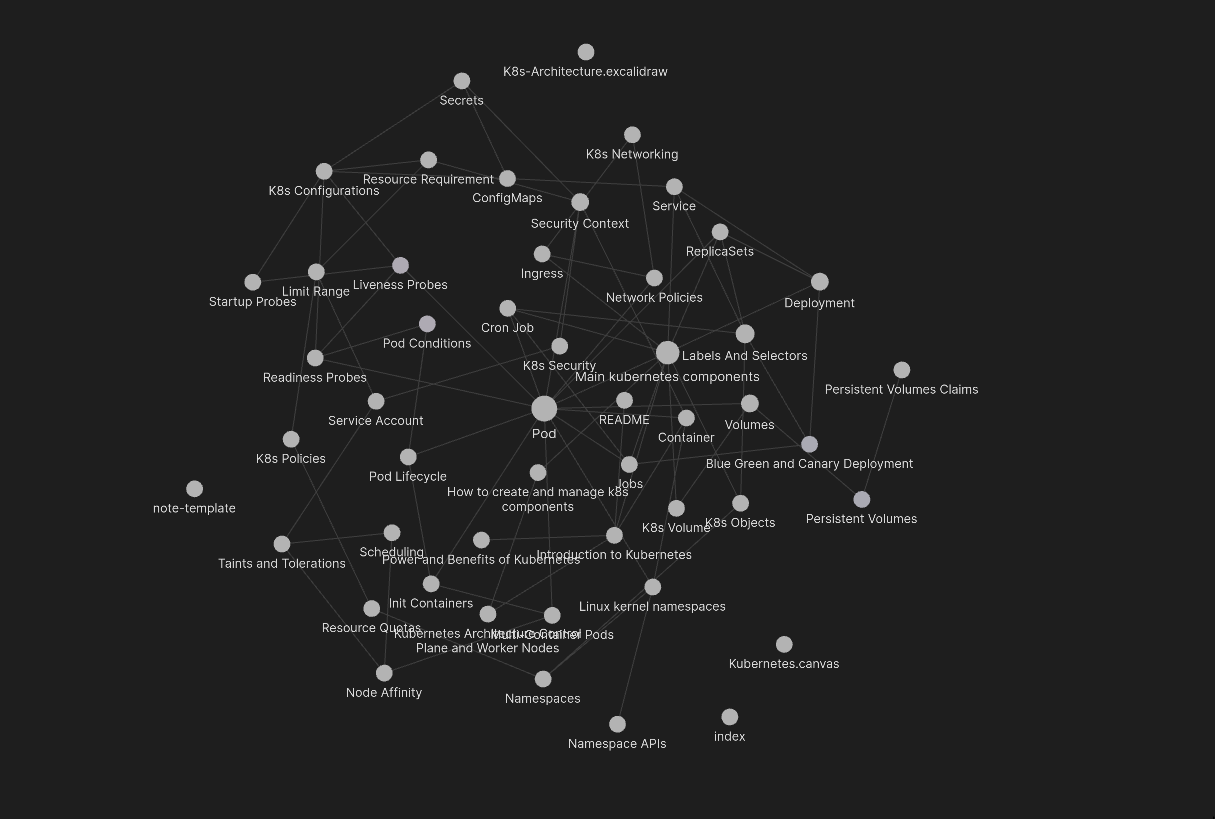 K8s-Architecture.excalidraw
Secrets
K8s Networking
Resource Requirement
K8s Configurations
ConfigMaps
Service
Security Context
ReplicaSets
Ingress
Liveness Probes
Limit Range
Network Policies
Startup Probes
Deployment
Cron Job
Pod Conditions
Labels And Selectors
K8s Security
Main kubernetes components
Readiness Probes
Persistent Volumes Claims
Service Account
README
Volumes
Pod
Container
K8s Policies
Blue Green and Canary Deployment
Pod Lifecycle
Jobs
How to create and manage k8s
components
note-template
Persistent Volumes
K8s Objects
K8s Volume
Scheduling
Introduction to Kubernetes
Power and Benefits of Kubernetes
Taints and Tolerations
Init Containers
Linux kernel namespaces
Resource Quotas
Kubernetes Architecture Control
Plane and Worker Nodes
Multi-Container Pods
Kubernetes.canvas
Node Affinity
Namespaces
index
Namespace APIs